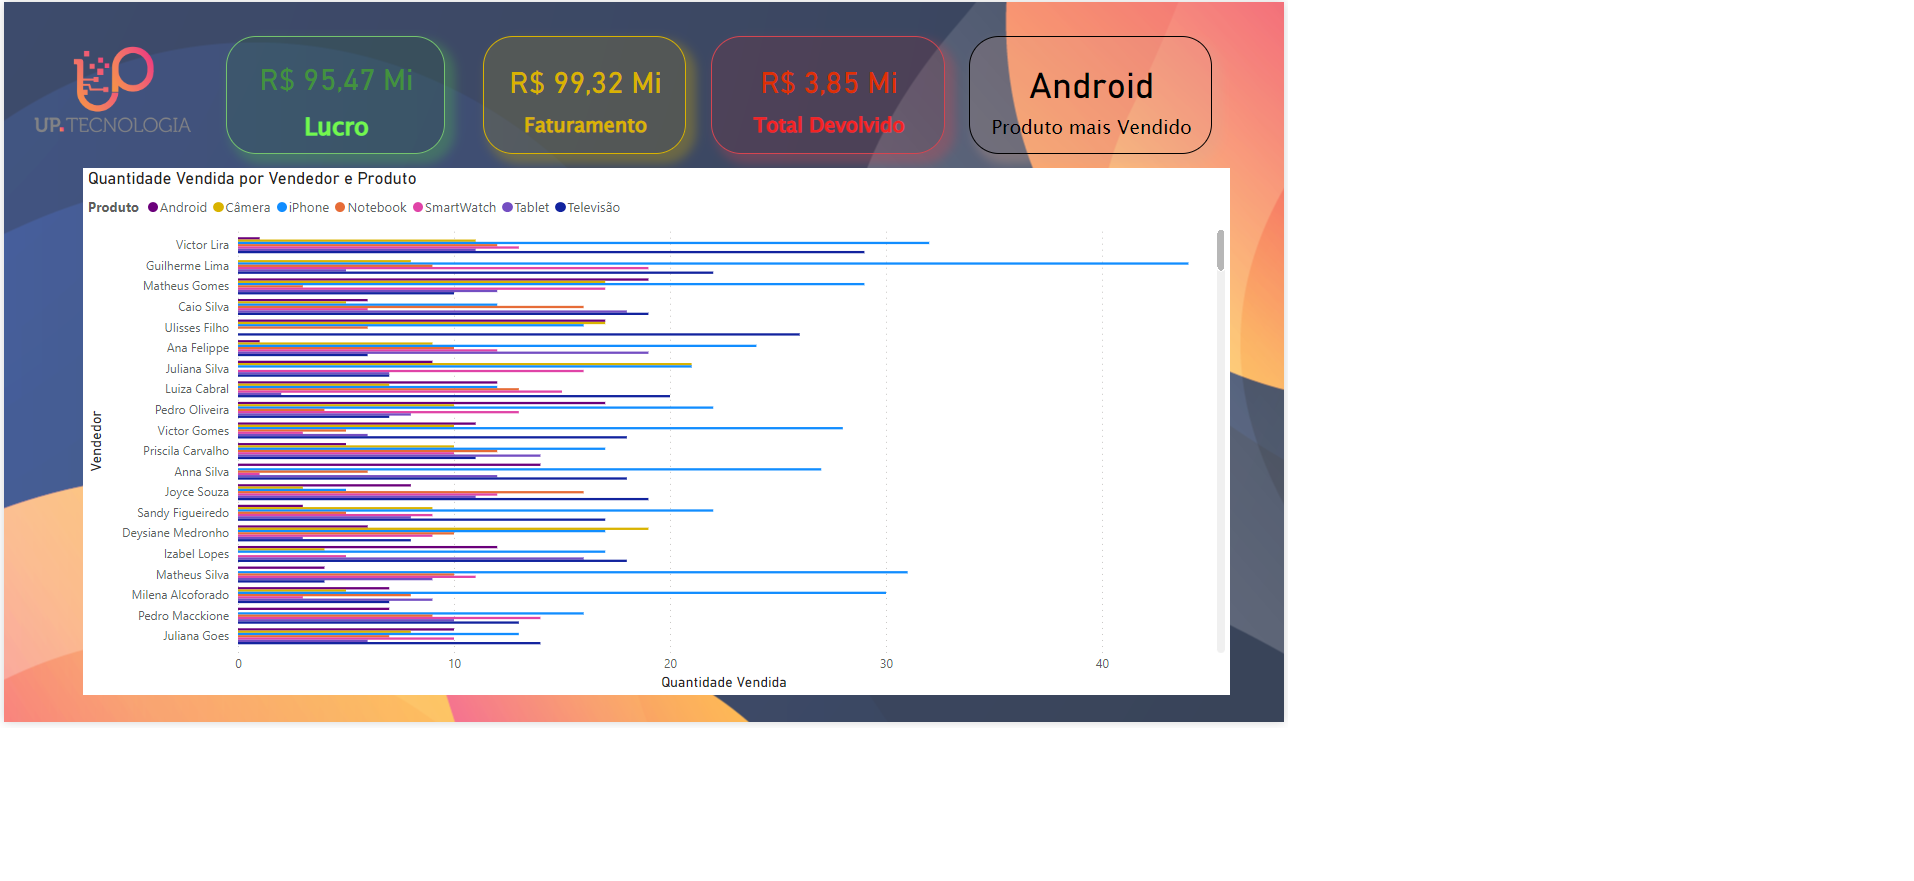 UP.TECNOLOGIA
R$ 95,47 Mi
Lucro
R$ 99,32 Mi
Faturamento
R$ 3,85 Mi
Total Devolvido
Android
Produto mais Vendido
Quantidade Vendida por Vendedor e Produto
Produto Android Câmera iPhone Notebook SmartWatch Tablet Televisão
Vendedor
Victor Lira
Guilherme Lima
Matheus Gomes
Caio Silva
Ulisses Filho
Ana Felippe
Juliana Silva
Luiza Cabral
Pedro Oliveira
Victor Gomes
Priscila Carvalho
Anna Silva
Joyce Souza
Sandy Figueiredo
Deysiane Medronho
Izabel Lopes
Matheus Silva
Milena Alcoforado
Pedro Macckione
Juliana Goes
0 10 20 30 40
Quantidade Vendida